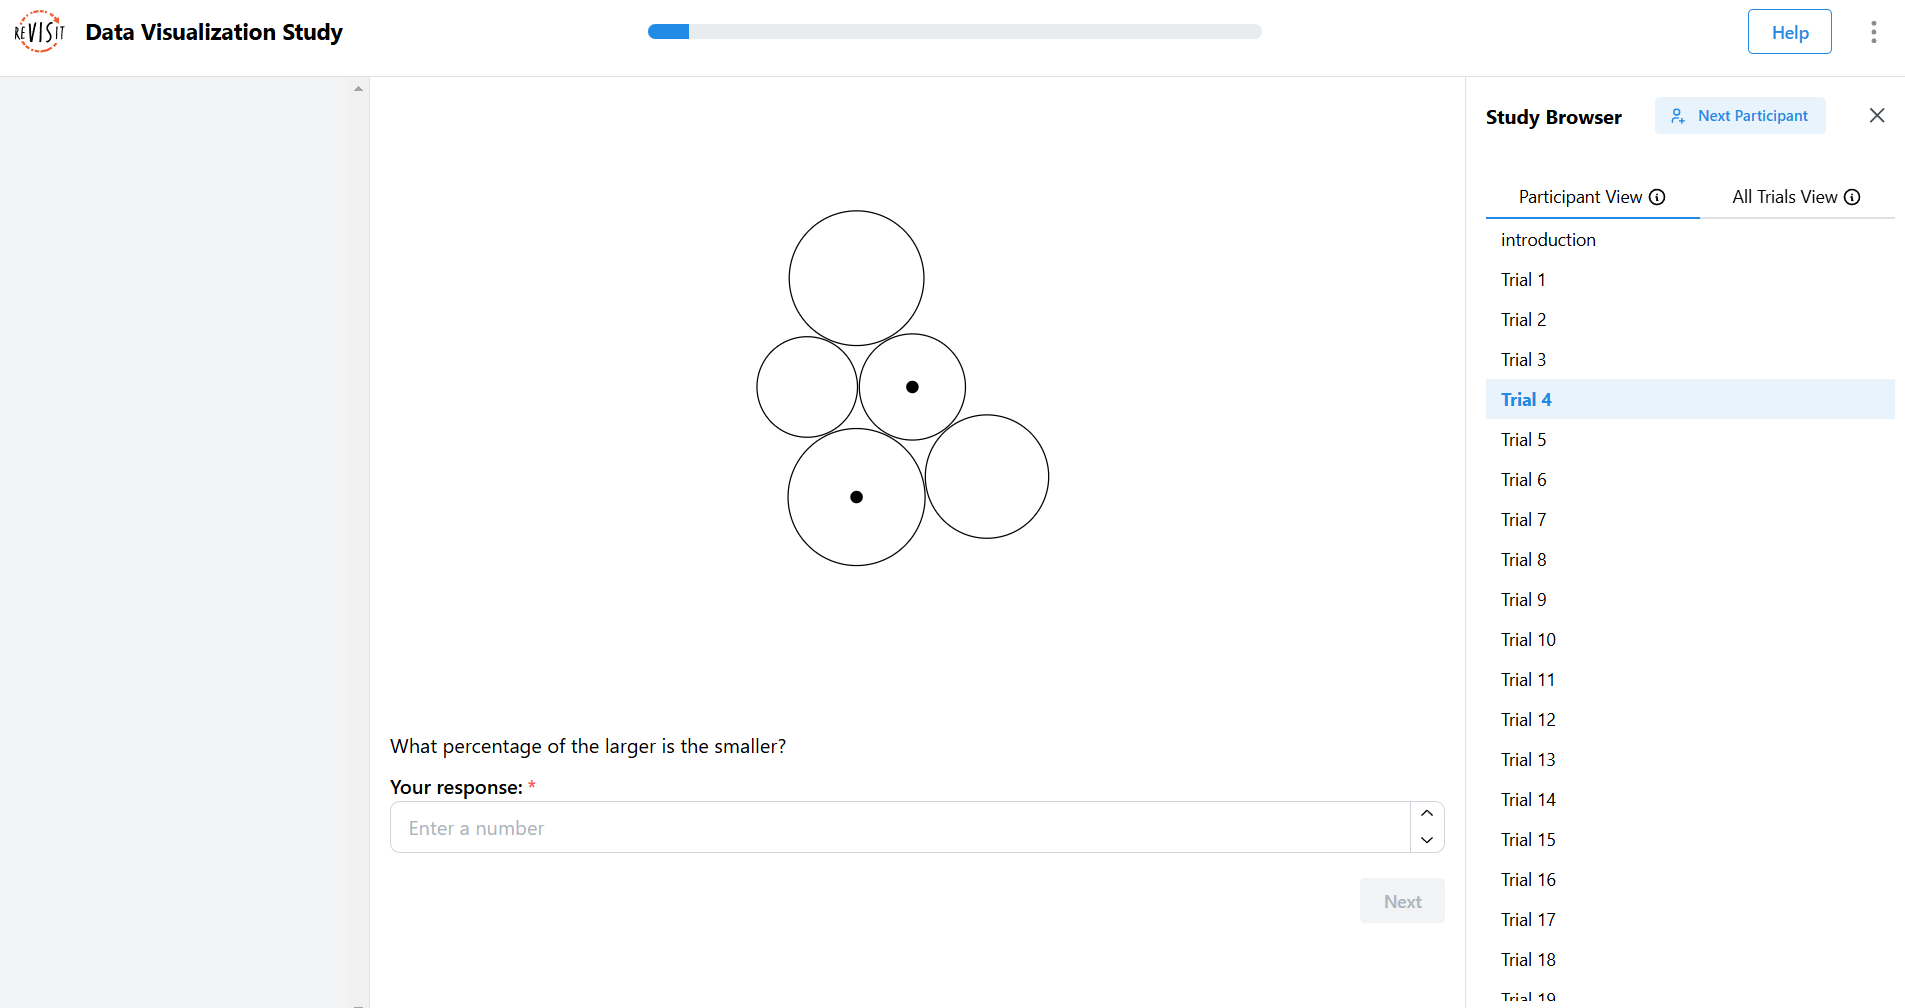 reVISit
Data Visualization Study
Help
Study Browser
Next Participant
Participant View
All Trials View
introduction
Trial 1
Trial 2
Trial 3
Trial 4
Trial 5
Trial 6
Trial 7
Trial 8
Trial 9
Trial 10
Trial 11
Trial 12
Trial 13
Trial 14
Trial 15
Trial 16
Trial 17
Trial 18
Trial 19
What percentage of the larger is the smaller?
Your response: *
Enter a number
Next